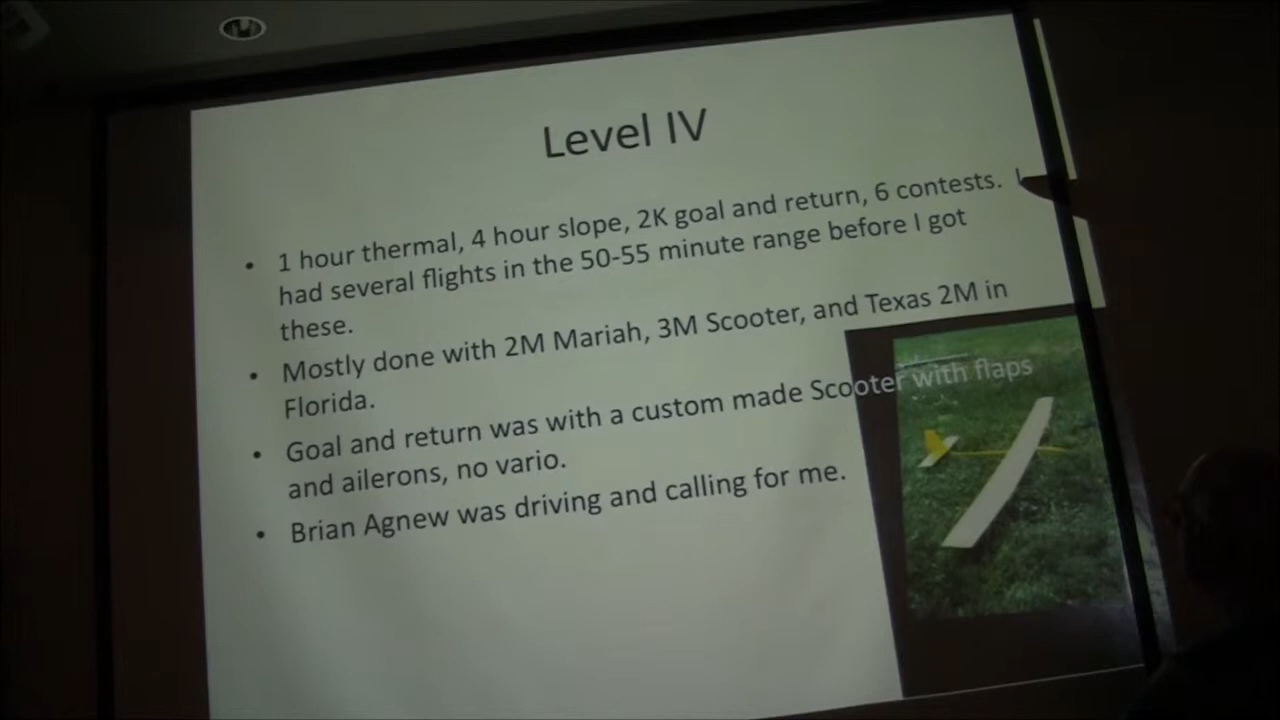 Level IV
• 1 hour thermal, 4 hour slope, 2K goal and return, 6 contests. I
had several flights in the 50-55 minute range before I got
these.
• Mostly done with 2M Mariah, 3M Scooter, and Texas 2M in
Florida.
• Goal and return was with a custom made Scooter with flaps
and ailerons, no vario.
• Brian Agnew was driving and calling for me.